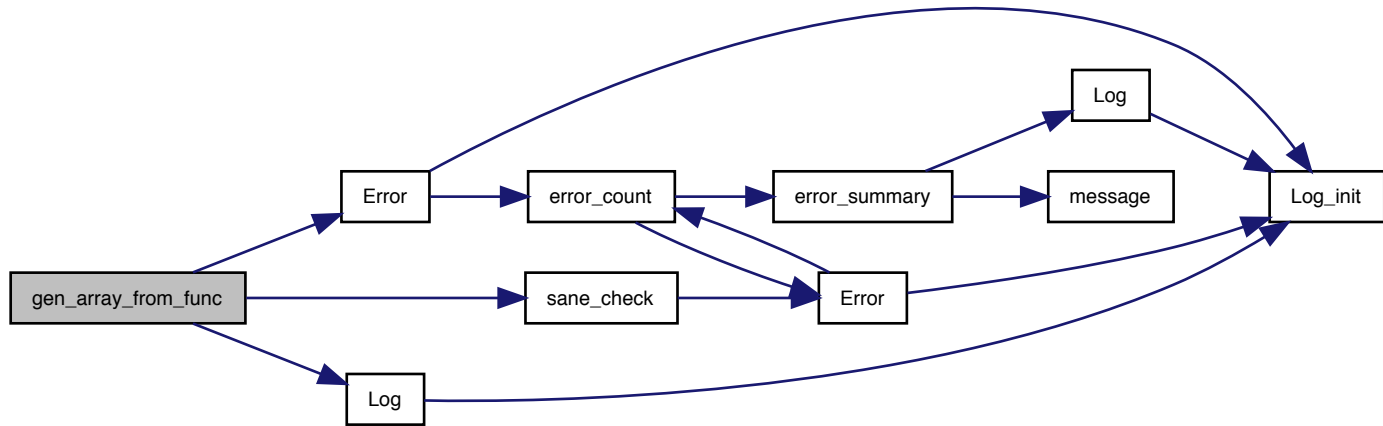 Log
Error
error_count
error_summary
message
Log_init
gen_array_from_func
sane_check
Error
Log